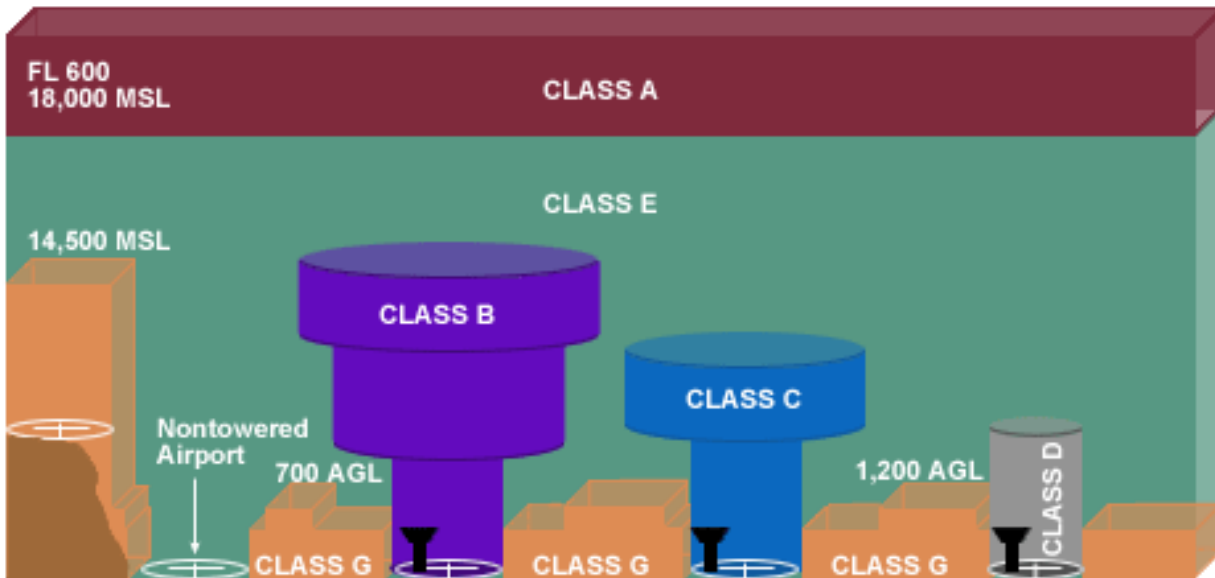 FL 600
18,000 MSL
CLASS A
CLASS E
14,500 MSL
CLASS B
CLASS C
Nontowered
Airport
700 AGL
1,200 AGL
CLASS D
CLASS G
CLASS G
CLASS G